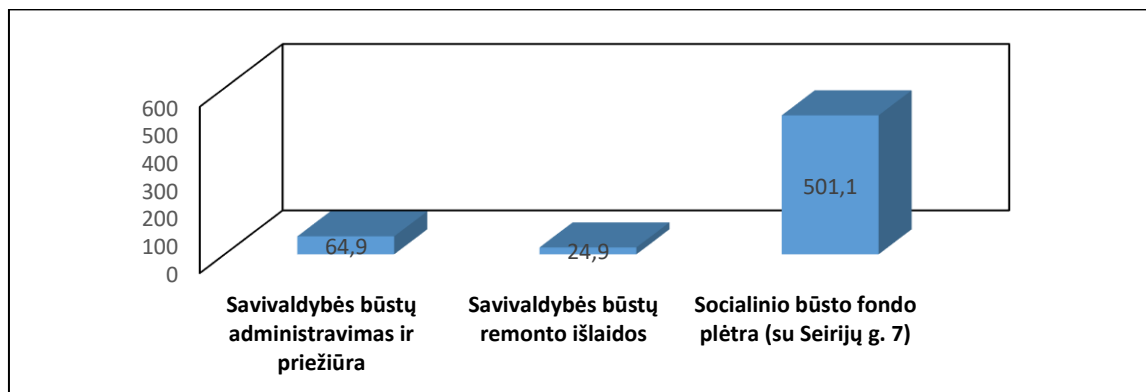 600
500
400
300
200
100
0
64,9
24,9
501,1
Savivaldybės būstų
administravimas ir
priežiūra
Savivaldybės būstų
remonto išlaidos
Socialinio būsto fondo
plėtra (su Seirijų g. 7)